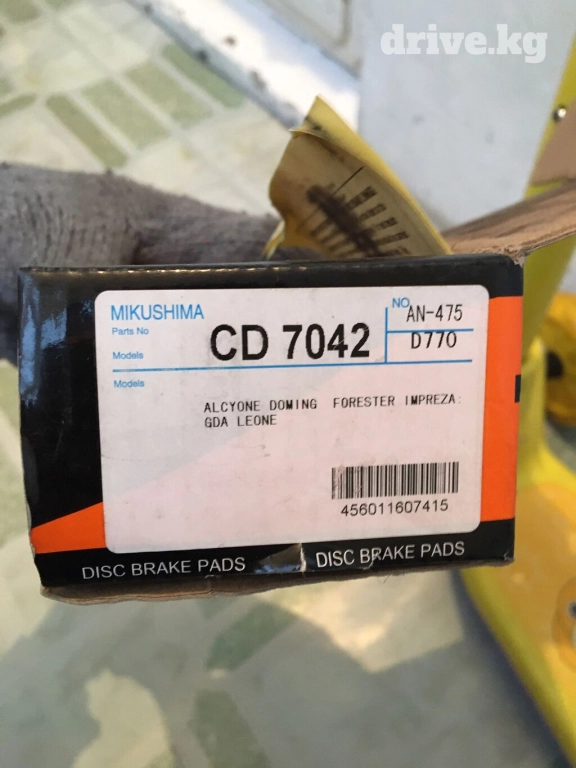 drive.kg
MIKUSHIMA
Parts No
CD 7042
NO. AN-475
D770
Models
Models
ALCYONE DOMING FORESTER IMPREZA:
GDA LEONE
456011607415
DISC BRAKE PADS
DISC BRAKE PADS